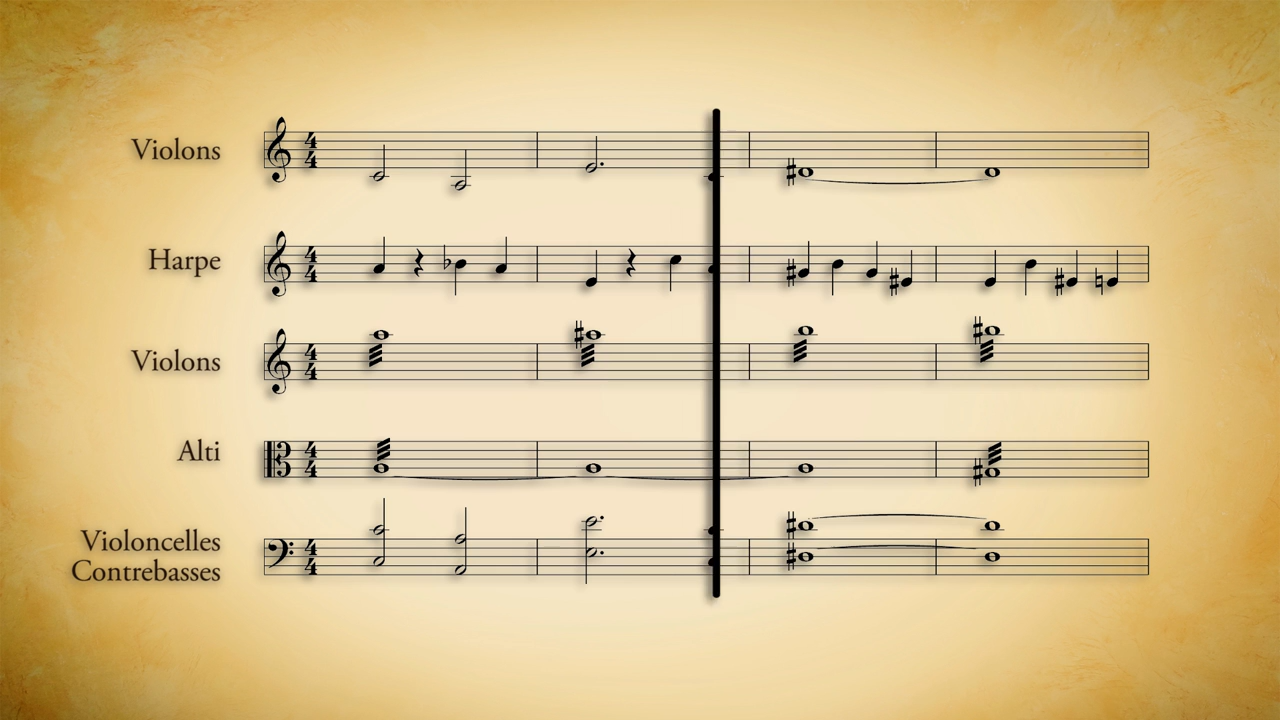 Violons
Harpe
Violons
Alti
Violoncelles
Contrebasses